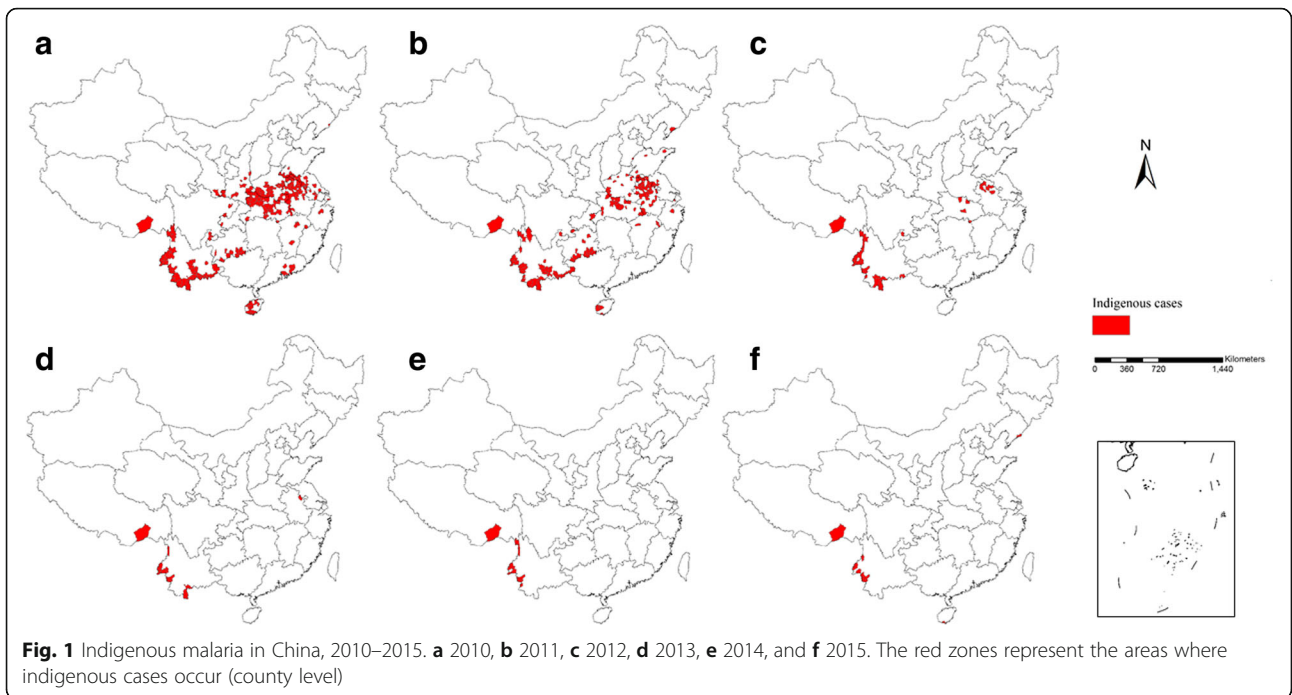 a
b
c
N
Indigenous cases
Kilometers
0 360 720 1,440
d
e
f
Fig. 1 Indigenous malaria in China, 2010–2015. a 2010, b 2011, c 2012, d 2013, e 2014, and f 2015. The red zones represent the areas where
indigenous cases occur (county level)